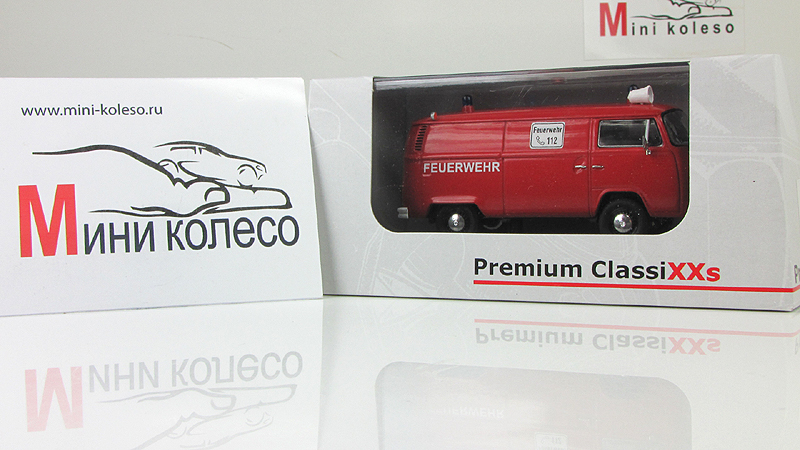 www.mini-koleso.ru
Мини колесо
Mini koleso
Feuerwehr
112
FEUERWEHR
Premium ClassiXXs